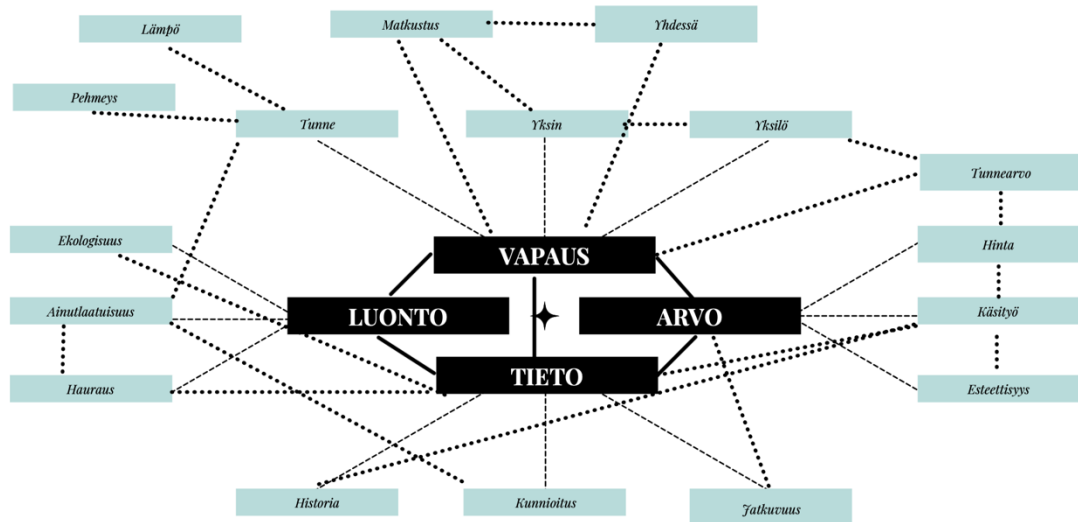 Lämpö
Matkustus
Yhdessä
Pehmeys
Tunne
Yksin
Yksilö
Tunnearvo
Ekologisuus
VAPAUS
Hinta
Ainutlaatuisuus
LUONTO
ARVO
Käsityö
Hauraus
TIETO
Esteettisyys
Historia
Kunnioitus
Jatkuvuus